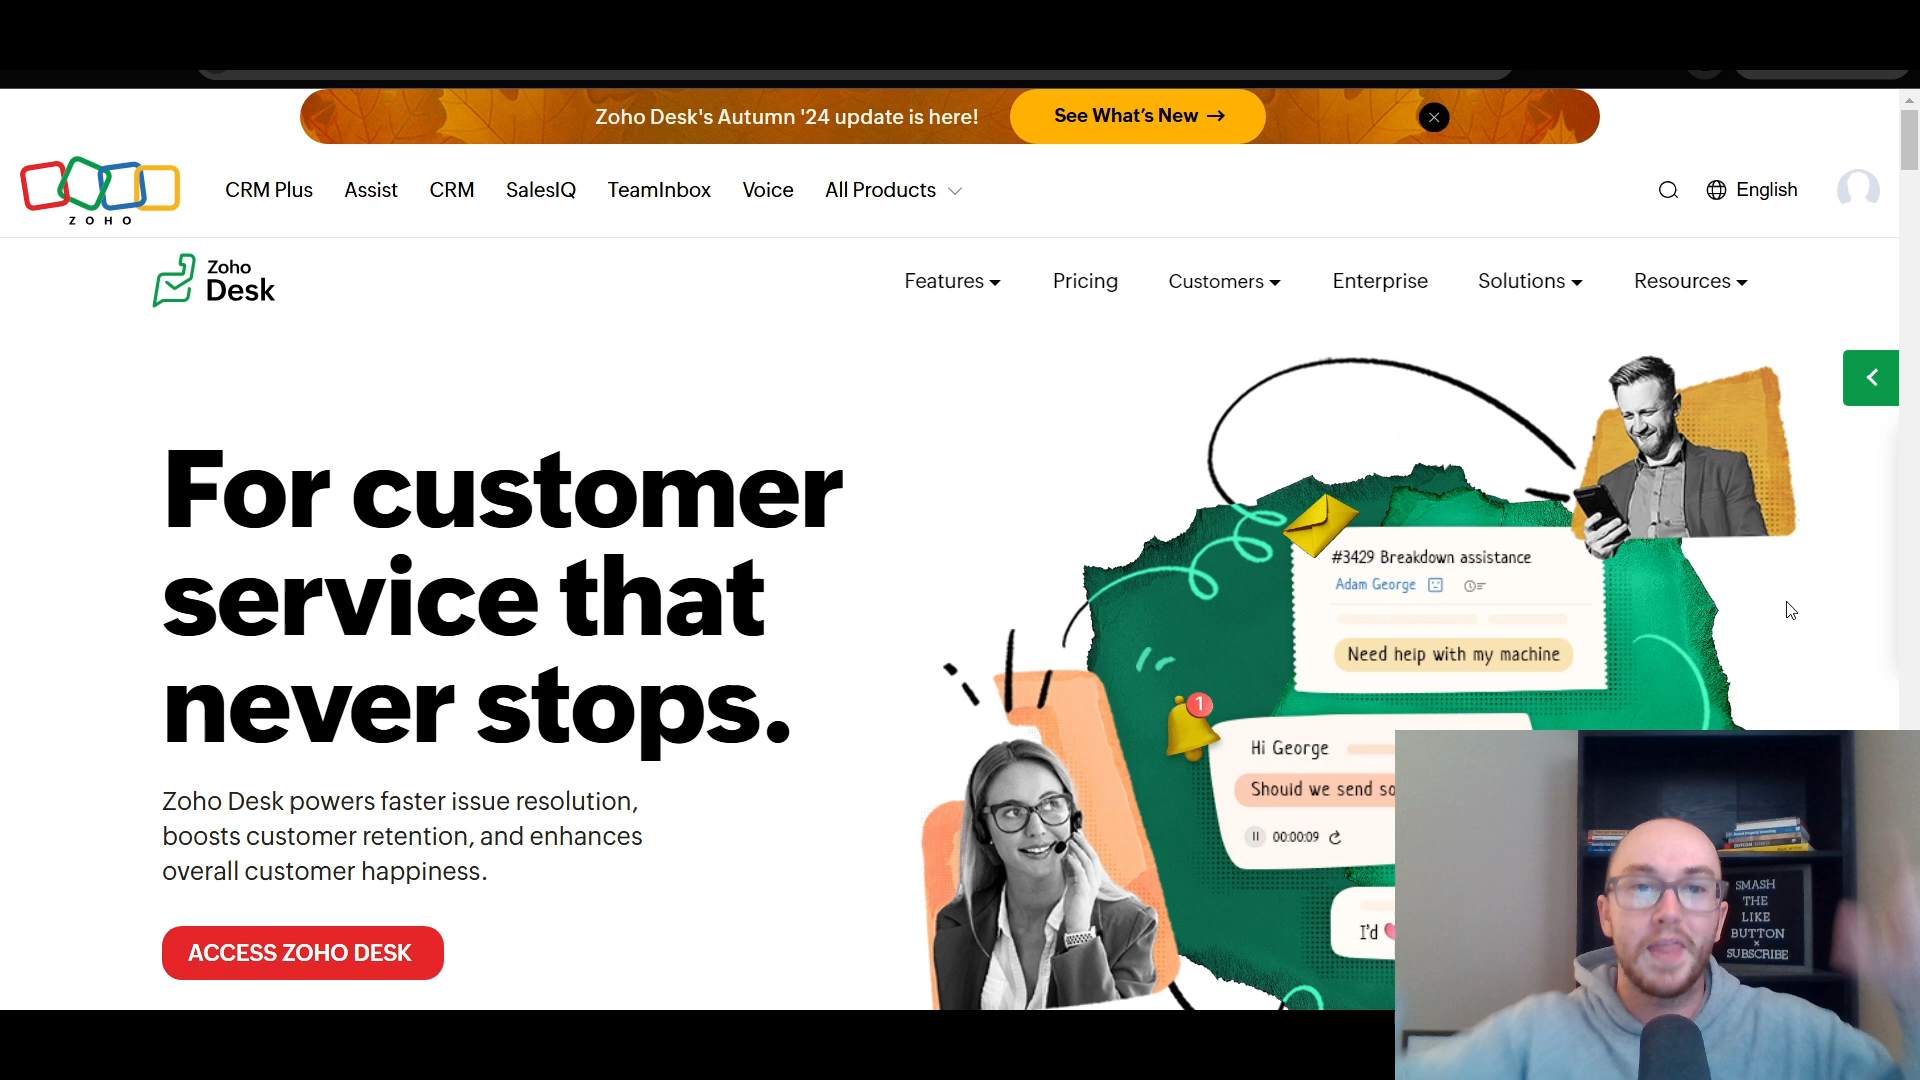 Zoho Desk's Autumn '24 update is here!
See What's New →
ZOHO
CRM Plus Assist CRM SalesIQ TeamInbox Voice All Products
English
Zoho
Desk
Features Pricing Customers Enterprise Solutions Resources
For customer
service that
never stops.
Zoho Desk powers faster issue resolution,
boosts customer retention, and enhances
overall customer happiness.
ACCESS ZOHO DESK
#3429 Breakdown assistance
Adam George
Need help with my machine
1
Hi George
Should we send so
00:00:09
I'd
SMASH
THE
LIKE
BUTTON
×
SUBSCRIBE